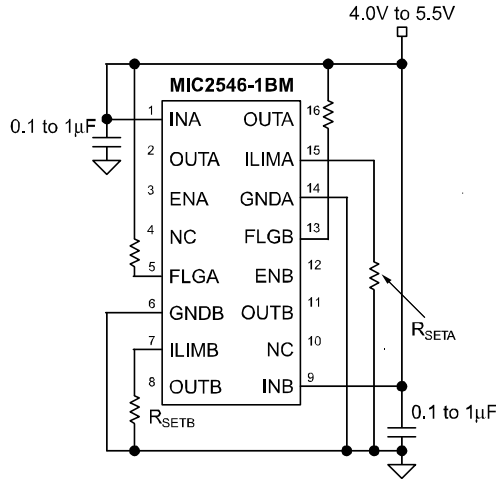 4.0V to 5.5V
MIC2546-1BM
0.1 to 1µF
1 INA OUTA 16
2 OUTA ILIMA 15
3 ENA GNDA 14
4 NC FLGB 13
5 FLGA ENB 12
6 GNDB OUTB 11
7 ILIMB NC 10
8 OUTB INB 9
RSETA
RSETB
0.1 to 1µF